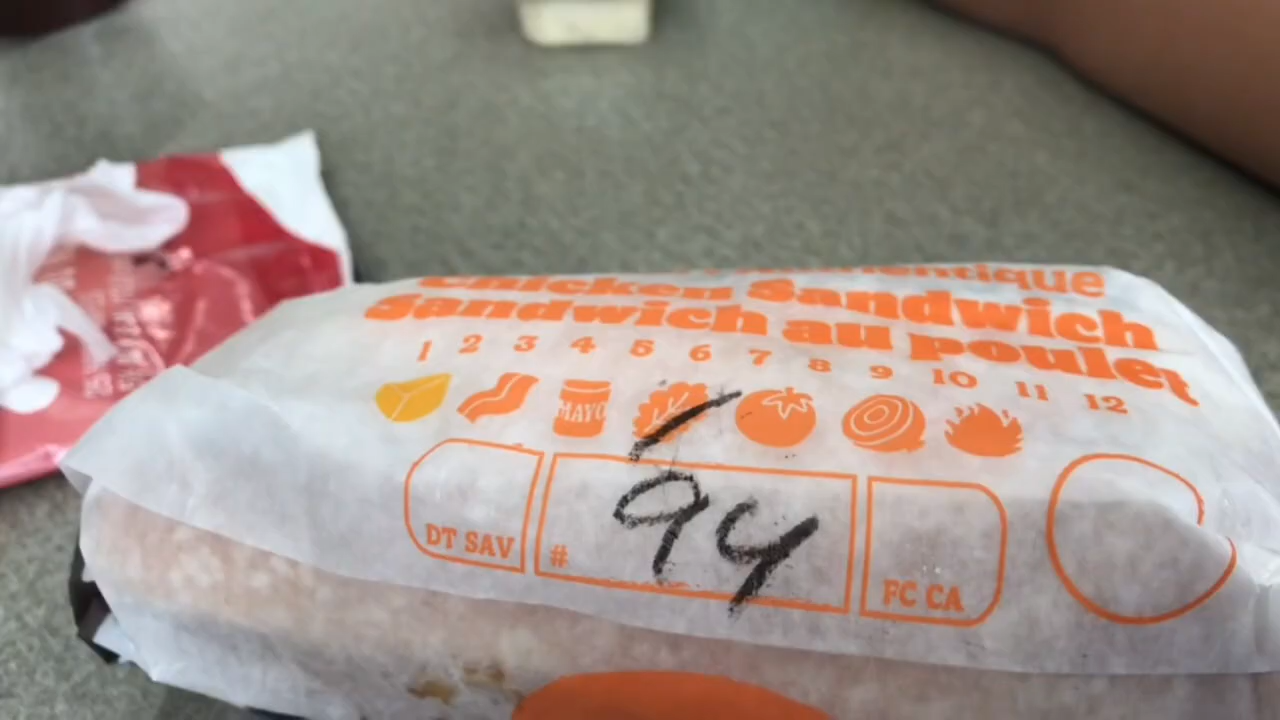 Chicken Sandwich
Sandwich au poulet
1 2 3 4 5 6 7 8 9 10 11 12
MAYO
DT SAV
# 94
FC CA